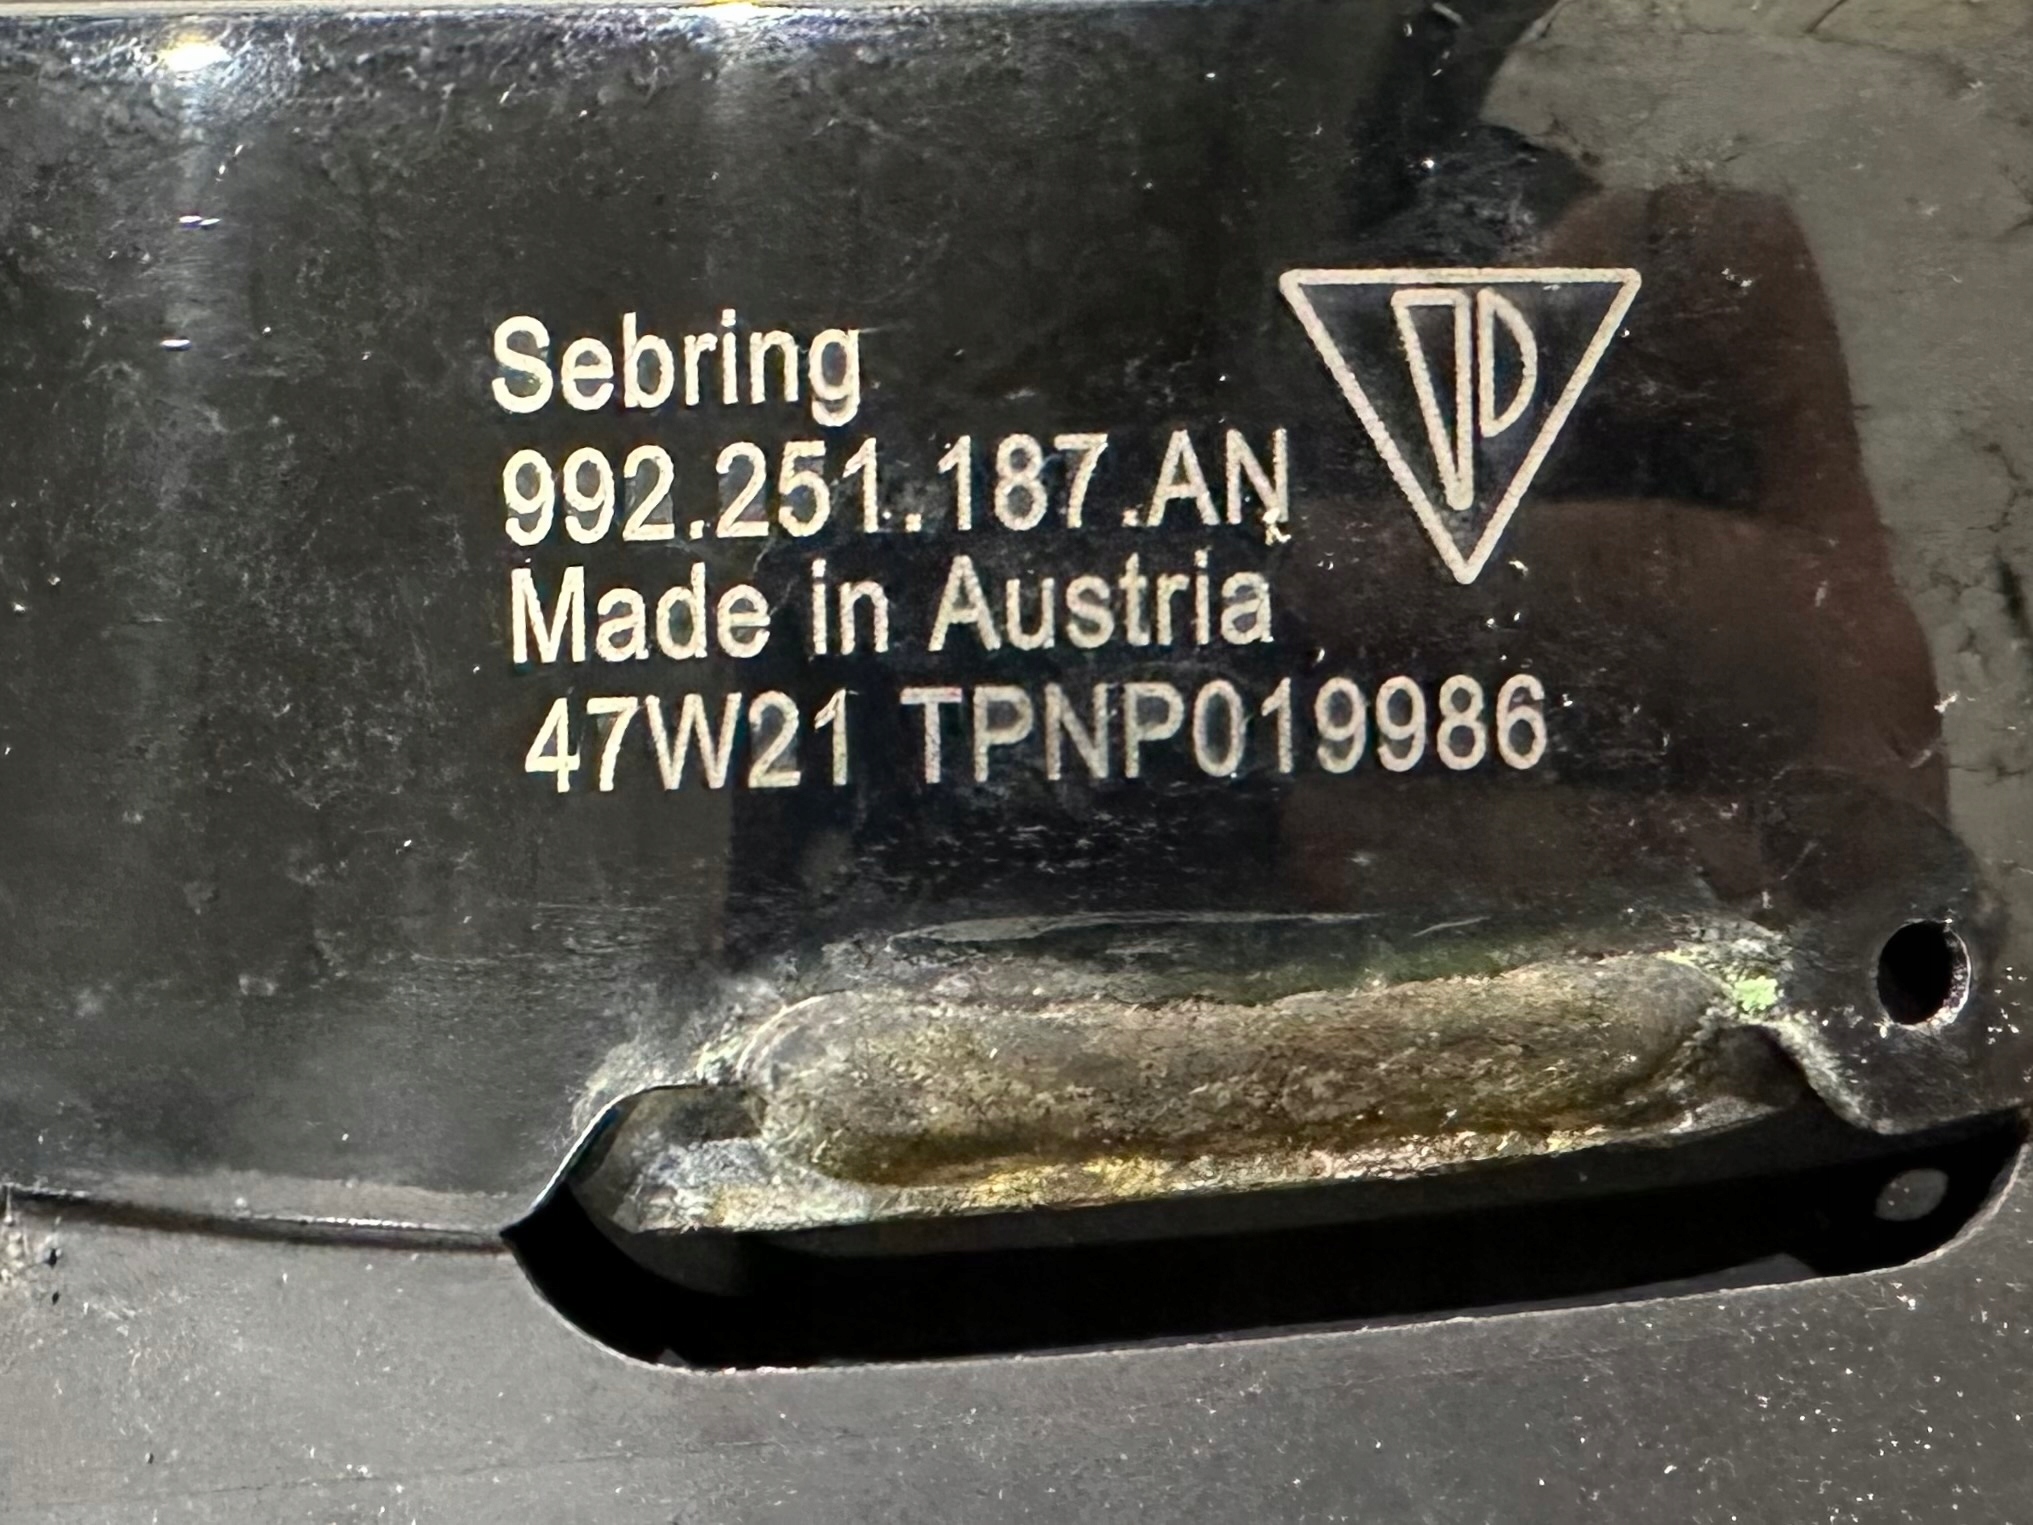 Sebring
992.251.187.AN
Made in Austria
47W21 TPNP019986